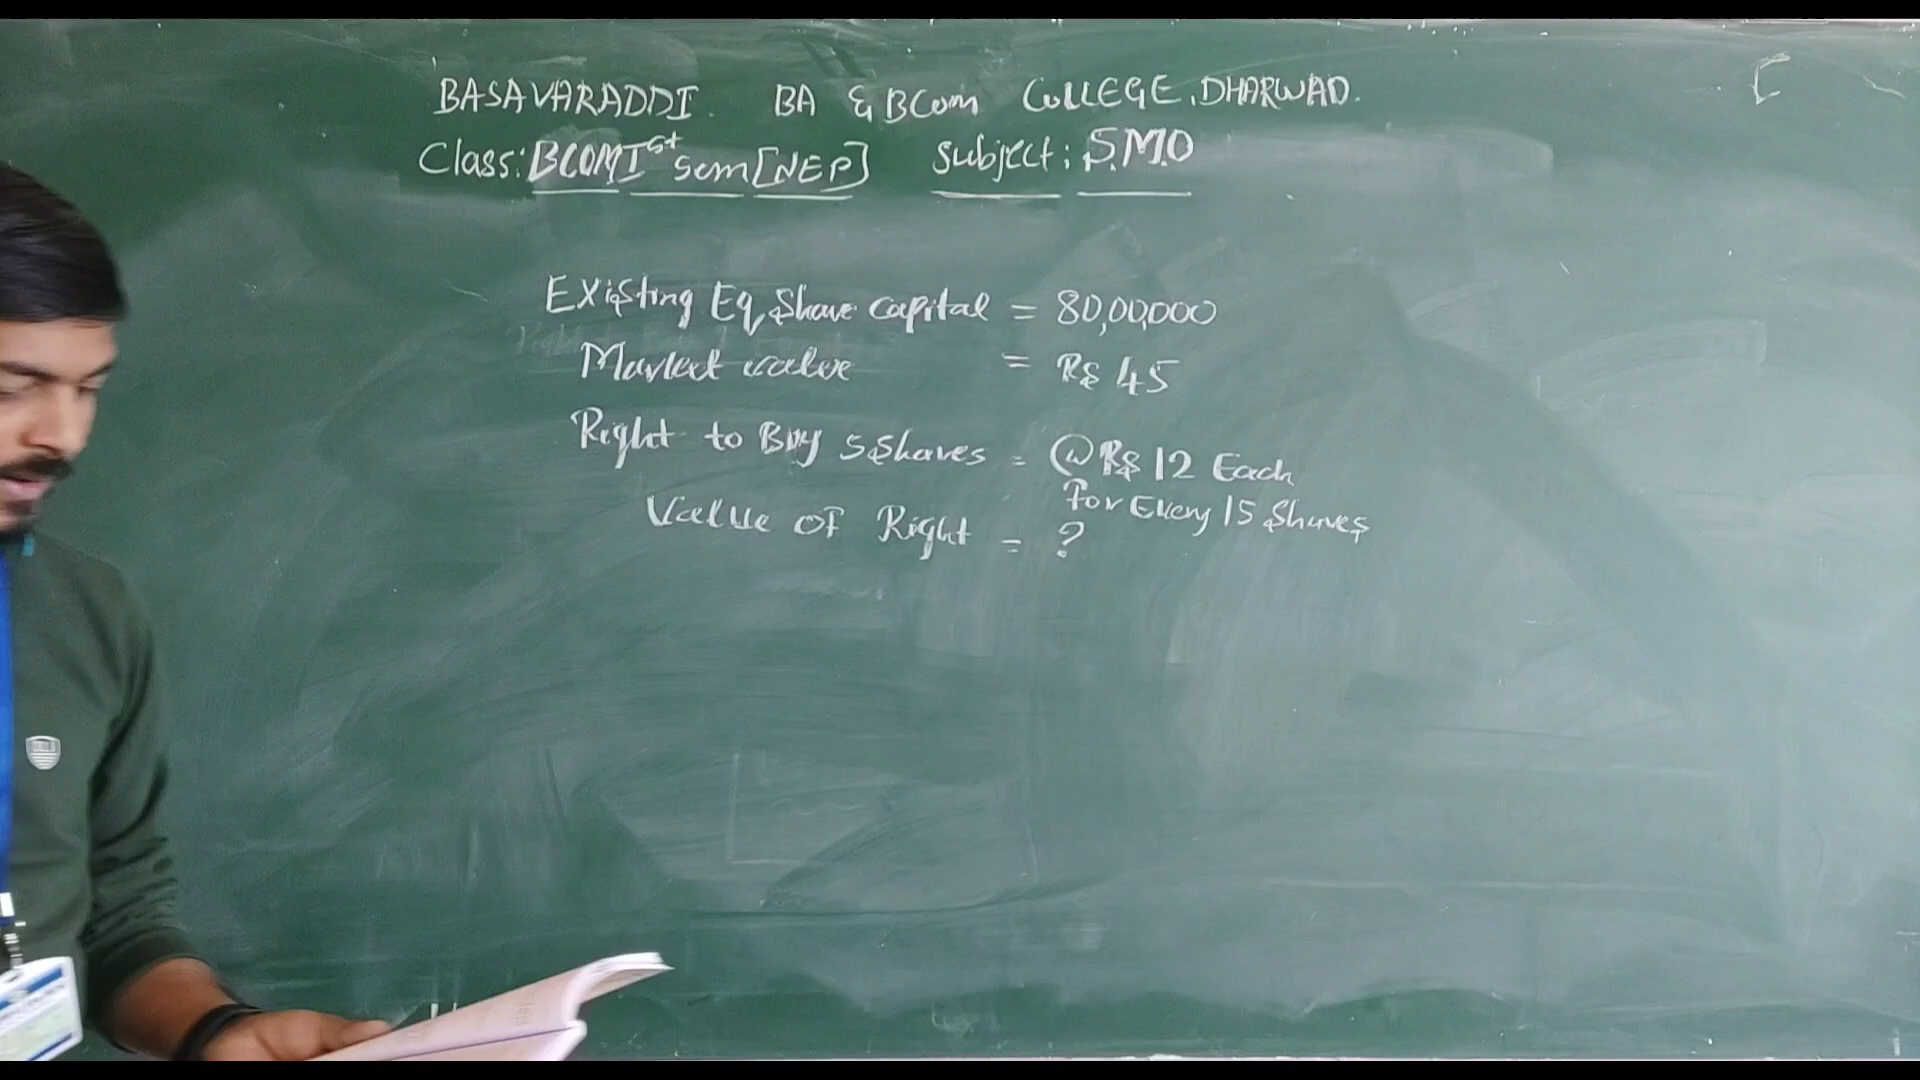 BASAVARADDI. BA & BCom COLLEGE, DHARWAD.
Class: BCOM Ist Sem [NEP] Subject: S.M.O
Existing Eq Share capital = 80,00,000
Market value = Rs 45
Right to Buy 5 Shares = @ Rs 12 Each
For Every 15 Shares
Value of Right = ?